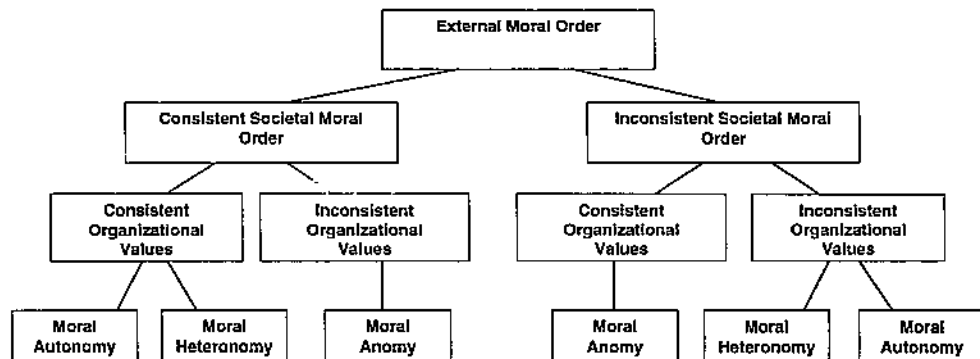 External Moral Order
Consistent Societal Moral
Order
Inconsistent Societal Moral
Order
Consistent
Organizational
Values
Inconsistent
Organizational
Values
Consistent
Organizational
Values
Inconsistent
Organizational
Values
Moral
Autonomy
Moral
Heteronomy
Moral
Anomy
Moral
Anomy
Moral
Heteronomy
Moral
Autonomy